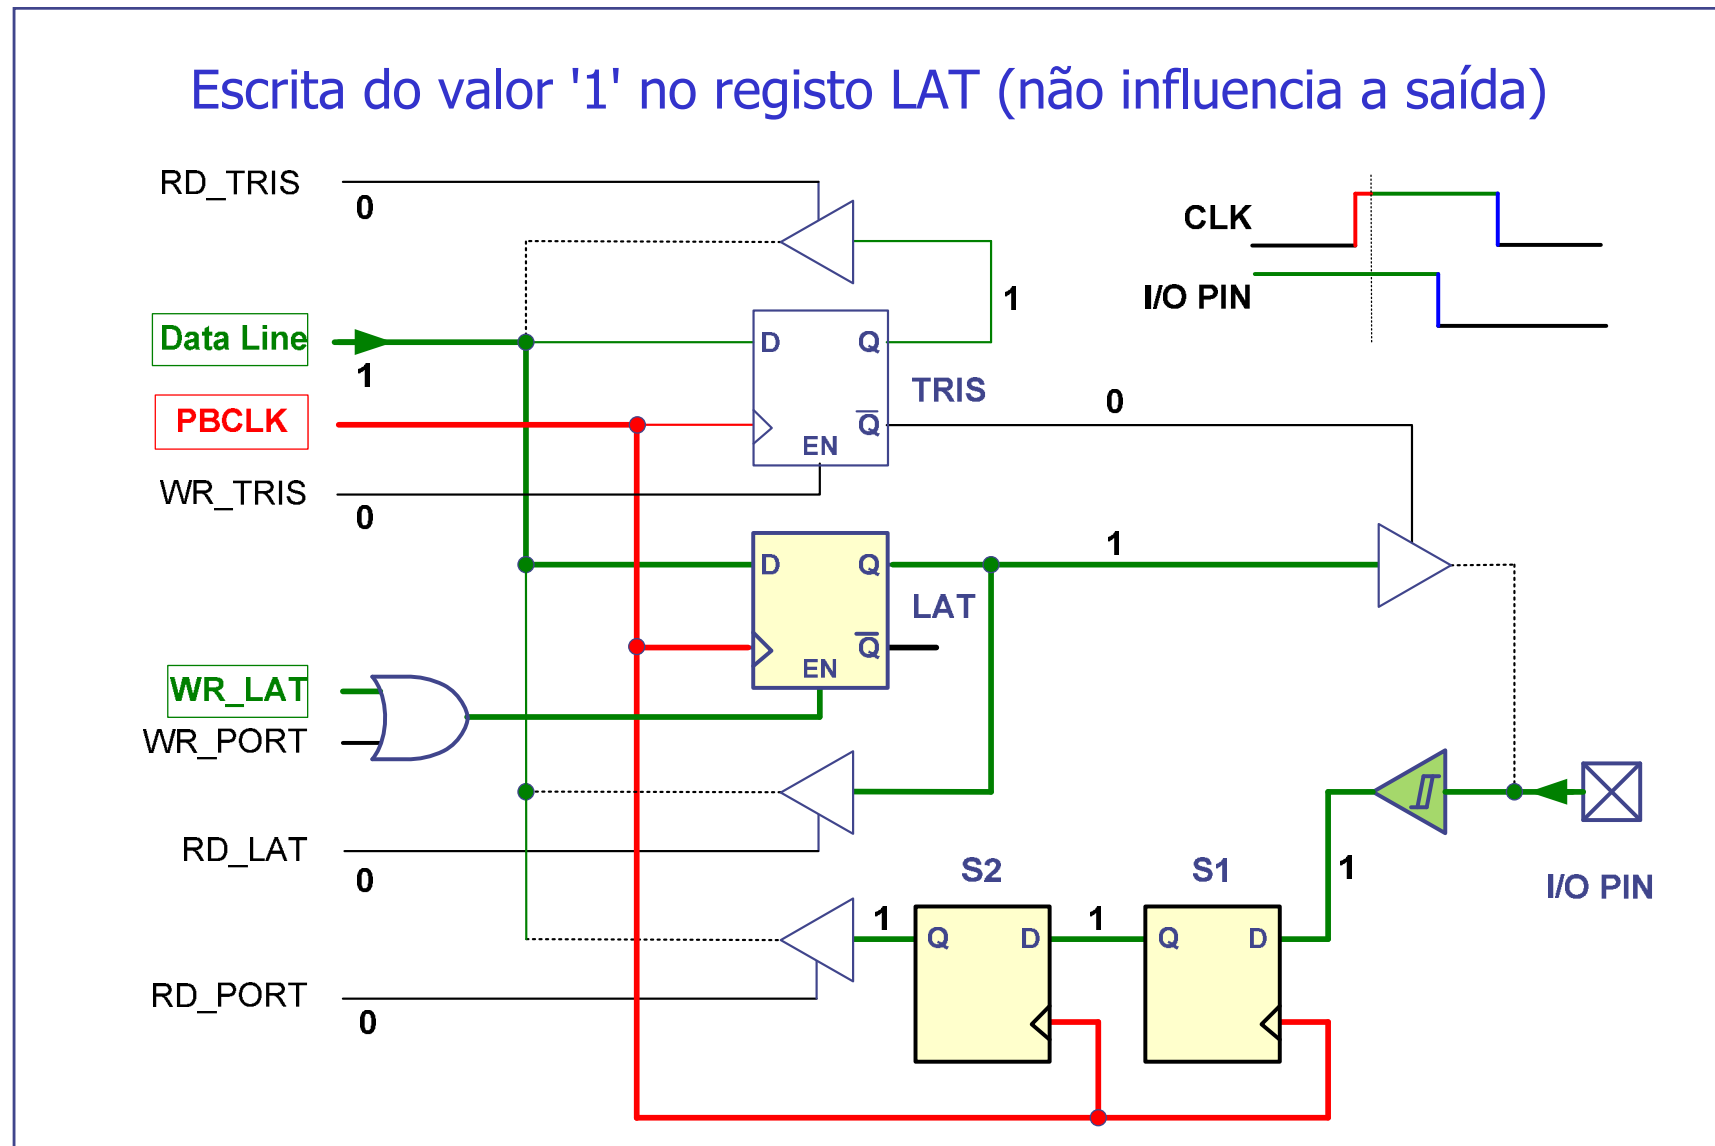 Escrita do valor '1' no registo LAT (não influencia a saída)
RD_TRIS
0
CLK
I/O PIN
1
Data Line
1
D Q
TRIS
PBCLK
Q
EN
0
WR_TRIS
0
D Q
1
LAT
Q
EN
WR_LAT
WR_PORT
RD_LAT
0
S2
S1
1
I/O PIN
1
Q D
1
Q D
RD_PORT
0